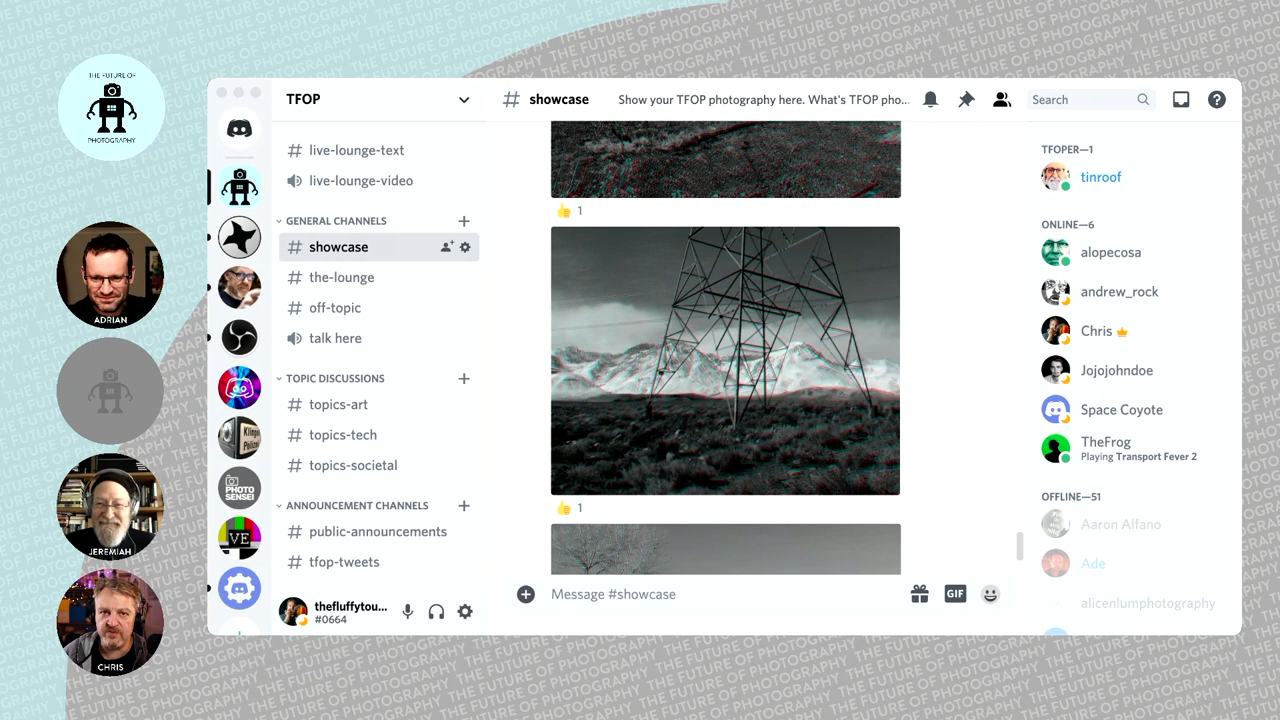 THE FUTURE OF
PHOTOGRAPHY
ADRIAN
JEREMIAH
CHRIS
TFOP
live-lounge-text
live-lounge-video
GENERAL CHANNELS
showcase
the-lounge
off-topic
talk here
TOPIC DISCUSSIONS
topics-art
topics-tech
topics-societal
ANNOUNCEMENT CHANNELS
public-announcements
tfop-tweets
thefluffytou...
#0664
PHOTO
SENSEI
VE
# showcase
Show your TFOP photography here. What's TFOP pho...
Search
👍 1
👍 1
Message #showcase
GIF
TFOPER—1
tinroof
ONLINE—6
alopecosa
andrew_rock
Chris
Jojojohndoe
Space Coyote
TheFrog
Playing Transport Fever 2
OFFLINE—51
Aaron Alfano
Ade
alicenlumphotography
THE FUTURE OF PHOTOGRAPHY